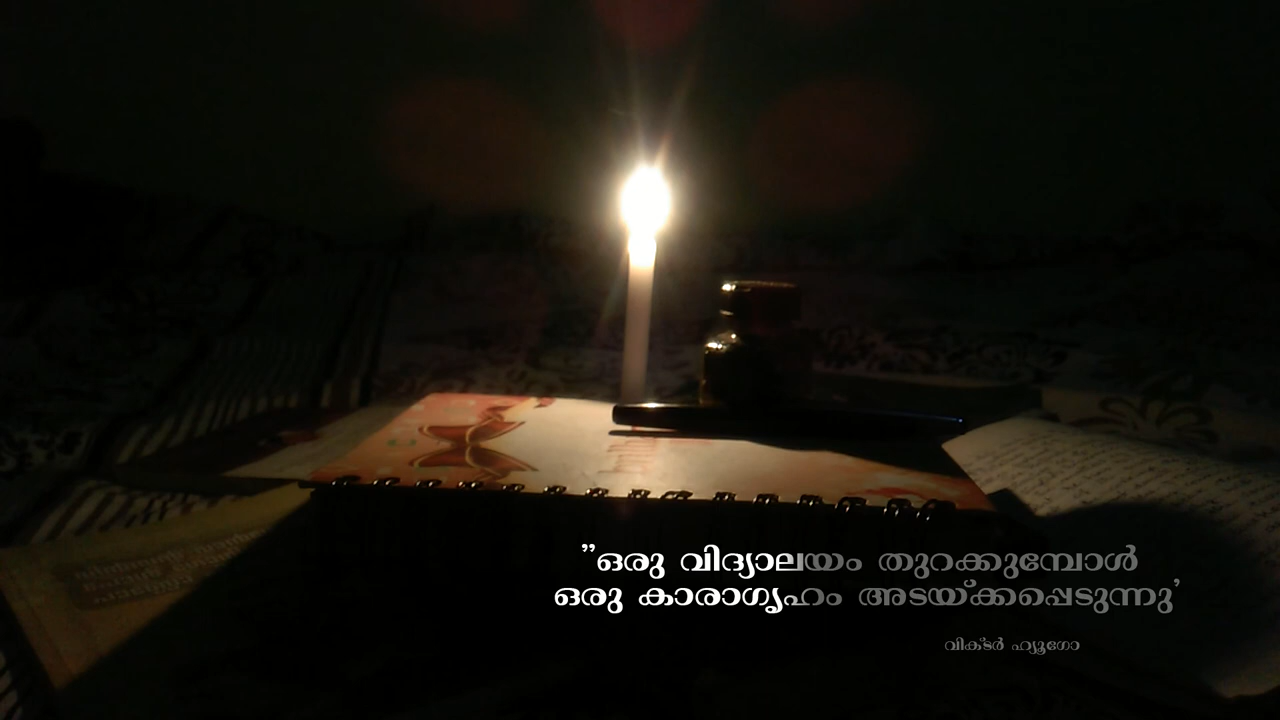 "ഒരു വിദ്യാലയം തുറക്കുമ്പോൾ
ഒരു കാരാഗൃഹം അടയ്ക്കപ്പെടുന്നു'
വിക്ടർ ഹ്യൂഗോ